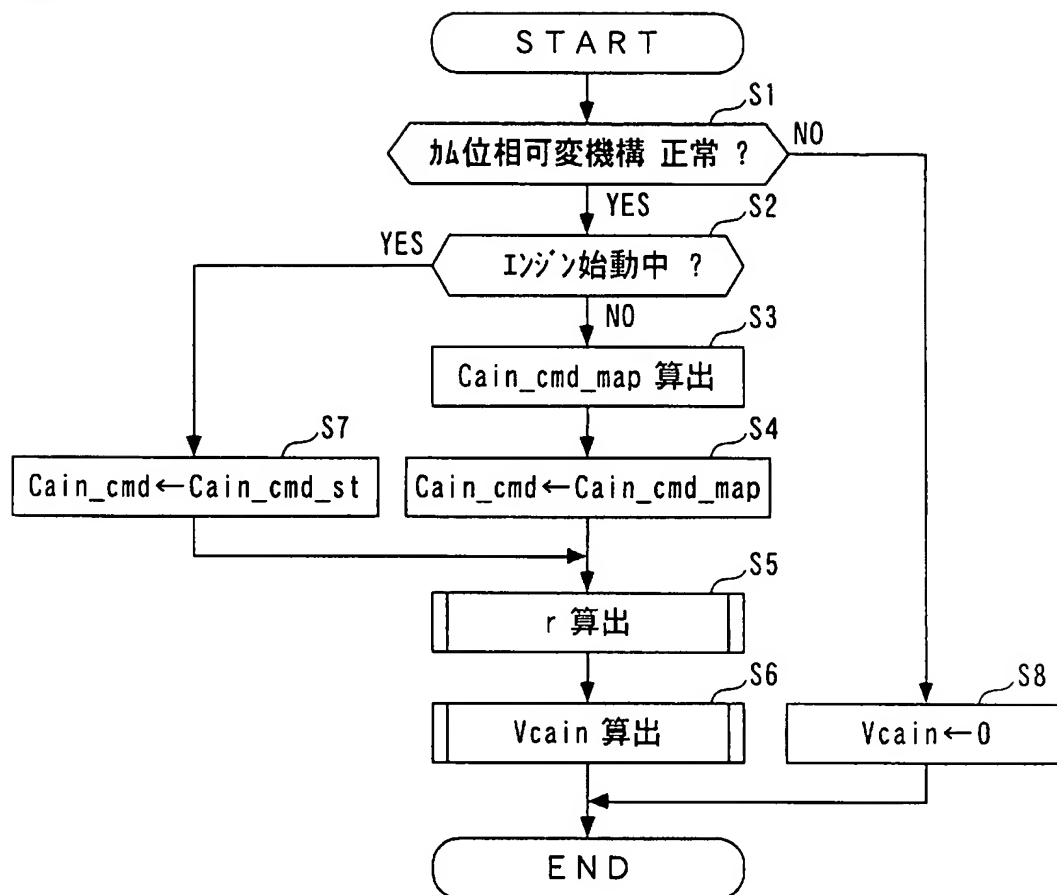 START
S1
ｶﾑ位相可変機構 正常 ?
NO
YES
S2
YES
ｴﾝｼﾞﾝ始動中 ?
NO
S3
Cain_cmd_map 算出
S7
S4
Cain_cmd←Cain_cmd_st
Cain_cmd←Cain_cmd_map
S5
r 算出
S6
S8
Vcain 算出
Vcain←0
END